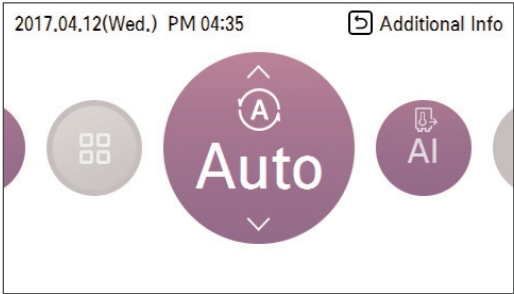 2017.04.12(Wed.) PM 04:35
Additional Info
A
Auto
AI